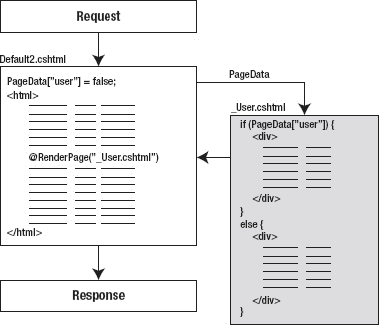 Request
Default2.cshtml
PageData["user"] = false;
<html>
@RenderPage("_User.cshtml")
</html>
PageData
_User.cshtml
if (PageData["user"]) {
<div>
</div>
}
else {
<div>
</div>
}
Response